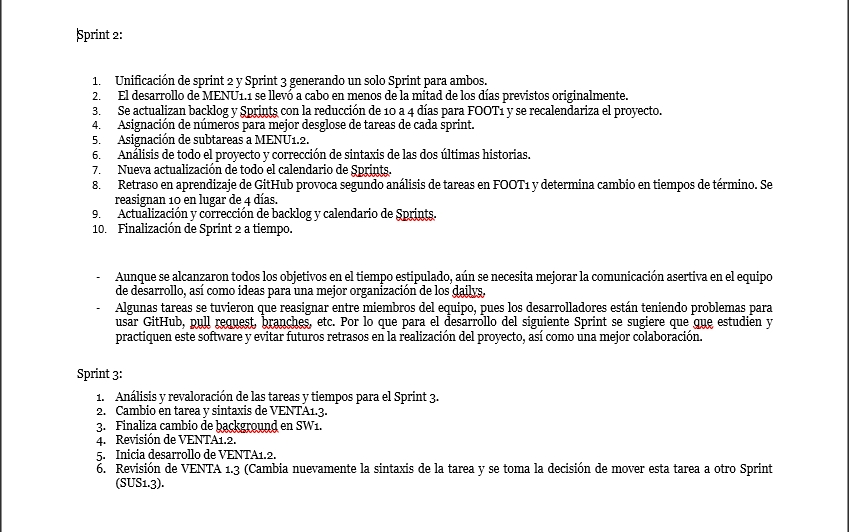 Sprint 2:
1. Unificación de sprint 2 y Sprint 3 generando un solo Sprint para ambos.
2. El desarrollo de MENU1.1 se llevó a cabo en menos de la mitad de los días previstos originalmente.
3. Se actualizan backlog y Sprints con la reducción de 10 a 4 días para FOOT1 y se recalendariza el proyecto.
4. Asignación de números para mejor desglose de tareas de cada sprint.
5. Asignación de subtareas a MENU1.2.
6. Análisis de todo el proyecto y corrección de sintaxis de las dos últimas historias.
7. Nueva actualización de todo el calendario de Sprints.
8. Retraso en aprendizaje de GitHub provoca segundo análisis de tareas en FOOT1 y determina cambio en tiempos de término. Se
reasignan 10 en lugar de 4 días.
9. Actualización y corrección de backlog y calendario de Sprints.
10. Finalización de Sprint 2 a tiempo.
- Aunque se alcanzaron todos los objetivos en el tiempo estipulado, aún se necesita mejorar la comunicación asertiva en el equipo
de desarrollo, así como ideas para una mejor organización de los dailys.
- Algunas tareas se tuvieron que reasignar entre miembros del equipo, pues los desarrolladores están teniendo problemas para
usar GitHub, pull request, branches, etc. Por lo que para el desarrollo del siguiente Sprint se sugiere que que estudien y
practiquen este software y evitar futuros retrasos en la realización del proyecto, así como una mejor colaboración.
Sprint 3:
1. Análisis y revaloración de las tareas y tiempos para el Sprint 3.
2. Cambio en tarea y sintaxis de VENTA1.3.
3. Finaliza cambio de background en SW1.
4. Revisión de VENTA1.2.
5. Inicia desarrollo de VENTA1.2.
6. Revisión de VENTA 1.3 (Cambia nuevamente la sintaxis de la tarea y se toma la decisión de mover esta tarea a otro Sprint
(SUS1.3).